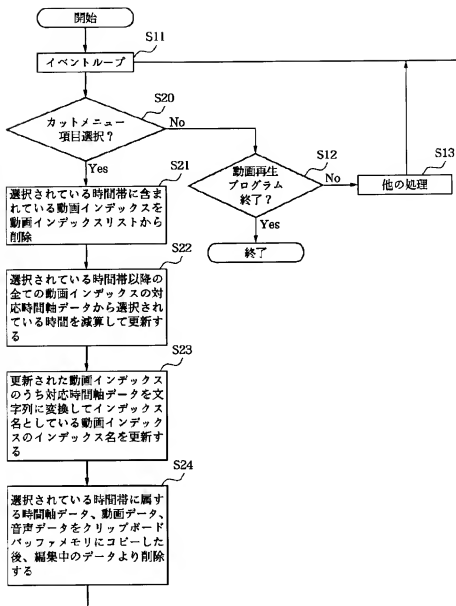 開始
S11
イベントループ
S20
カットメニュー
項目選択？
No
Yes
S12
動画再生
プログラム
終了？
No
Yes
S13
他の処理
終了
S21
選択されている時間帯に含ま
れている動画インデックスを
動画インデックスリストから
削除
S22
選択されている時間帯以降の
全ての動画インデックスの対
応時間軸データから選択され
ている時間を減算して更新す
る
S23
更新された動画インデックス
のうち対応時間軸データを文
字列に変換してインデックス
名としている動画インデック
スのインデックス名を更新す
る
S24
選択されている時間帯に属す
る時間軸データ、動画データ、
音声データをクリップボード
バッファメモリにコピーした
後、編集中のデータより削除
する